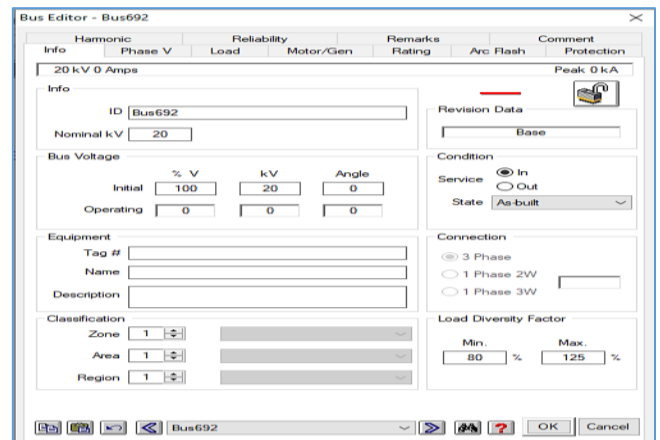 Bus Editor - Bus692
Harmonic Reliability Remarks Comment
Info Phase V Load Motor/Gen Rating Arc Flash Protection
20 kV 0 Amps Peak 0 kA
Info
ID Bus692
Nominal kV 20
Revision Data
Base
Bus Voltage
% V kV Angle
Initial 100 20 0
Operating 0 0 0
Condition
Service In
Out
State As-built
Equipment
Tag #
Name
Description
Connection
3 Phase
1 Phase 2W
1 Phase 3W
Classification
Zone 1
Area 1
Region 1
Load Diversity Factor
Min. Max.
80 % 125 %
Bus692 ? OK Cancel